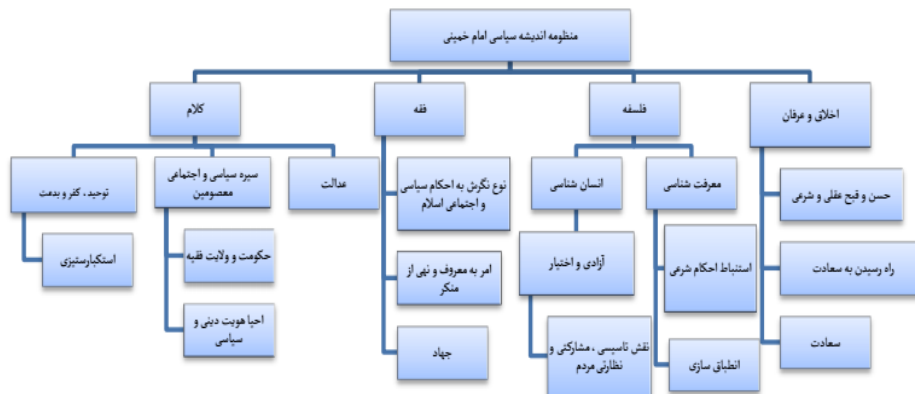 منظومه اندیشه سیاسی امام خمینی
اخلاق و عرفان
فلسفه
فقه
کلام
حسن و قبح عقلی و شرعی
راه رسیدن به سعادت
سعادت
معرفت شناسی
استنباط احکام شرعی
انطباق سازی
انسان شناسی
آزادی و اختیار
نقش تاسیسی ، مشارکتی و
نظارتی مردم
نوع نگرش به احکام سیاسی
و اجتماعی اسلام
امر به معروف و نهی از
منکر
جهاد
عدالت
سیره سیاسی و اجتماعی
معصومین
حکومت و ولایت فقیه
احیا هویت دینی و
سیاسی
توحید ، کفر و بدعت
استکبارستیزی